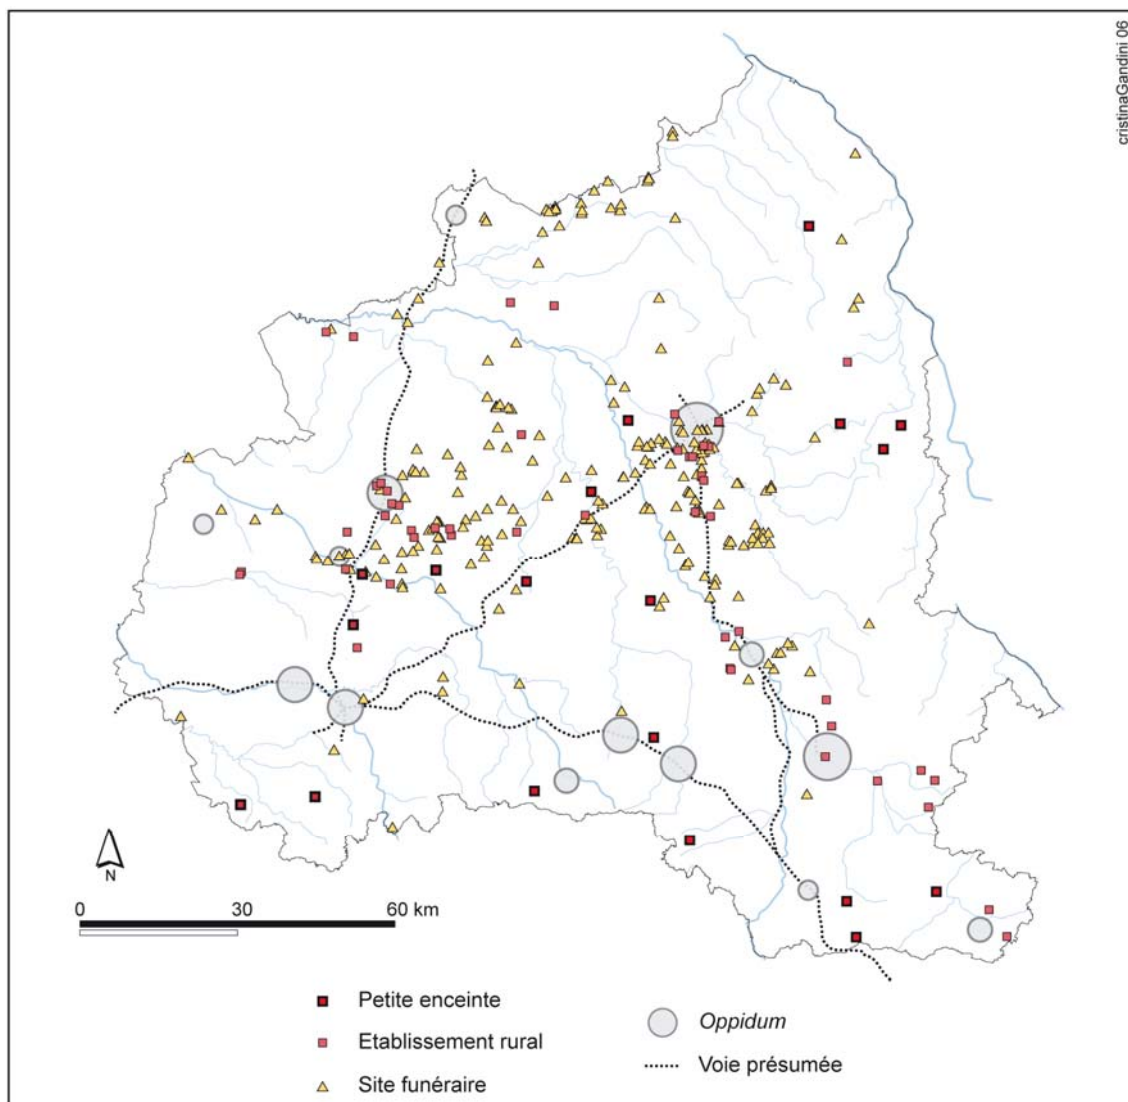 cristinaGandini 06
N
0 30 60 km
Petite enceinte
Etablissement rural
Site funéraire
Oppidum
Voie présumée